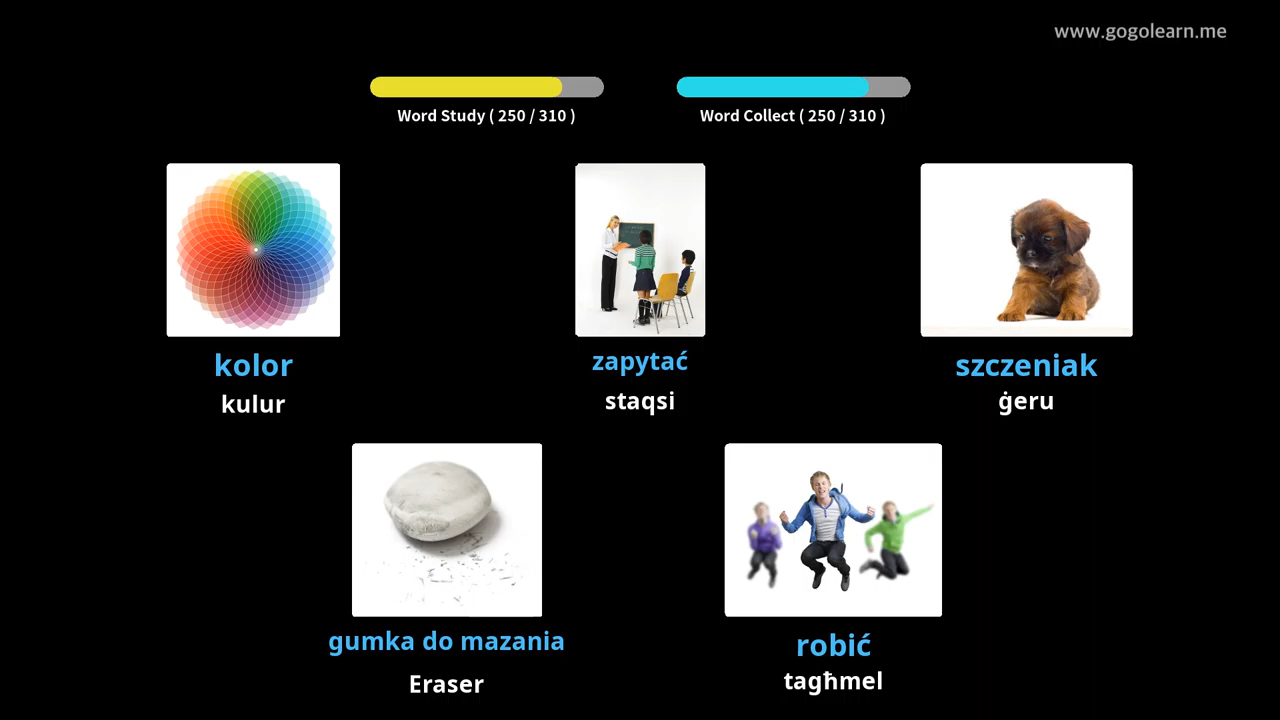 www.gogolearn.me
Word Study ( 250 / 310 )
Word Collect ( 250 / 310 )
kolor
kulur
zapytać
staqsi
szczeniak
ġeru
gumka do mazania
Eraser
robić
tagħmel